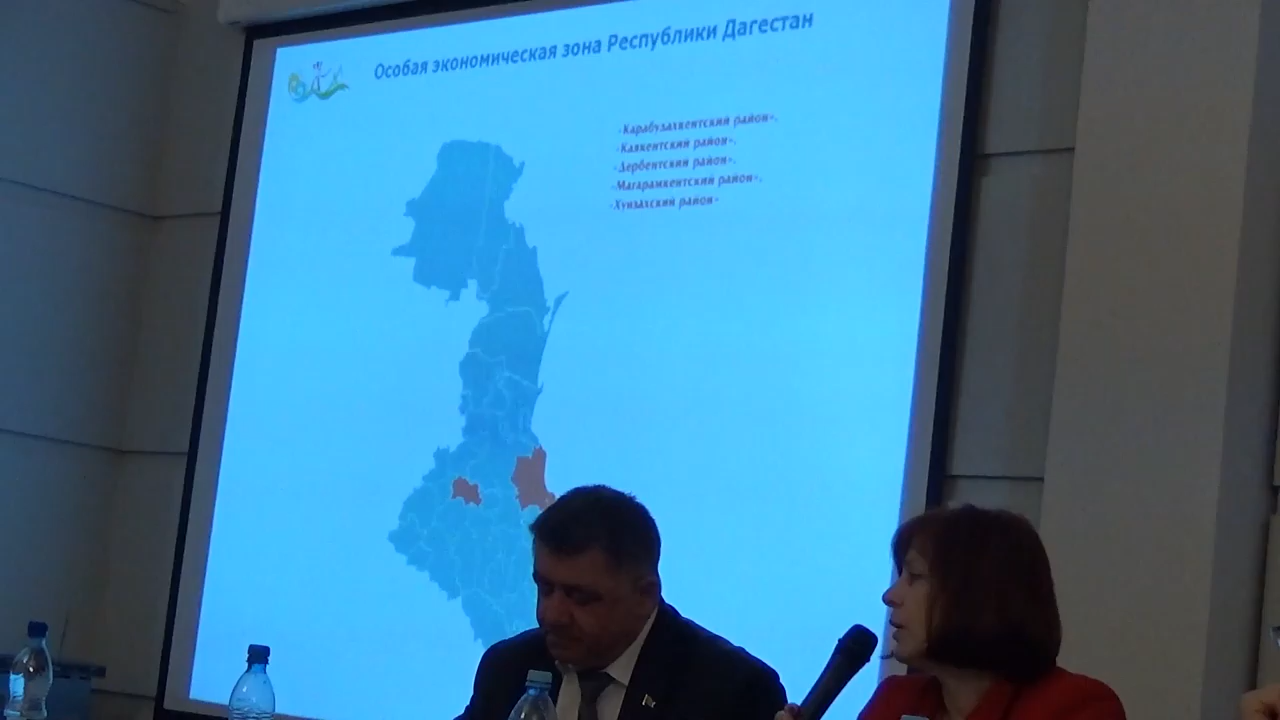 Особая экономическая зона Республики Дагестан
«Карабудахкентский район»,
«Каякентский район»,
«Дербентский район»,
«Магарамкентский район»,
«Хунзахский район»